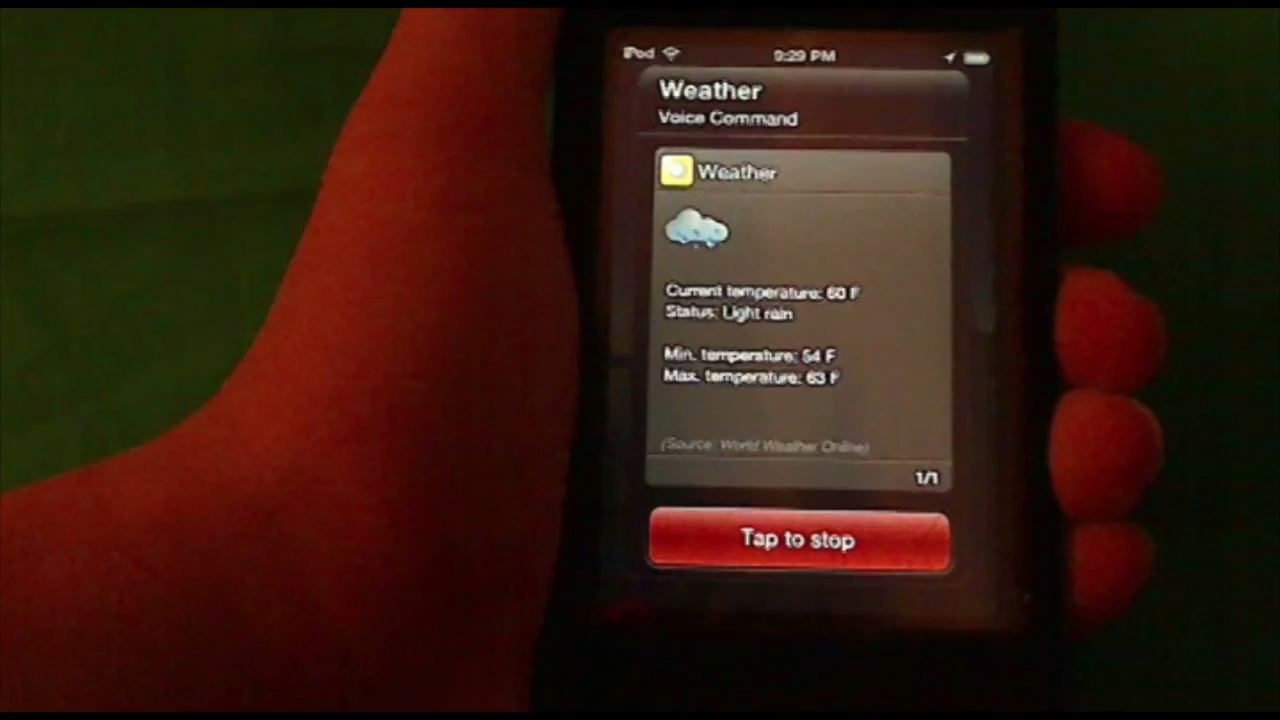 iPod 9:29 PM
Weather
Voice Command
Weather
Current temperature: 60 F
Status: Light rain
Min. temperature: 54 F
Max. temperature: 63 F
(Source: World Weather Online)
1/1
Tap to stop